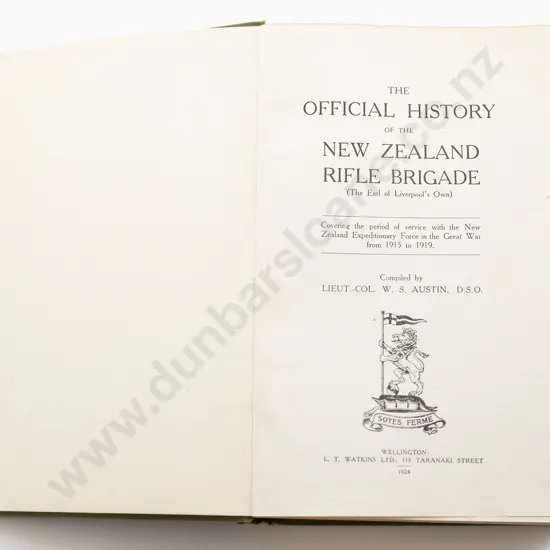 THE
OFFICIAL HISTORY
OF THE
NEW ZEALAND
RIFLE BRIGADE
(The Earl of Liverpool's Own)
Covering the period of service with the New
Zealand Expeditionary Force in the Great War
from 1915 to 1919.
Compiled by
LIEUT.-COL. W. S. AUSTIN, D.S.O.
SOYES FERME
WELLINGTON:
L. T. WATKINS LTD., 115 TARANAKI STREET
1924
www.dunbarsloane.co.nz